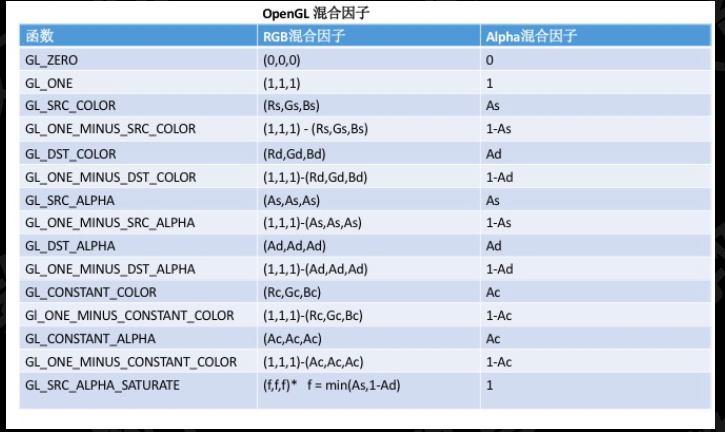 OpenGL 混合因子
函数 RGB混合因子 Alpha混合因子
GL_ZERO (0,0,0) 0
GL_ONE (1,1,1) 1
GL_SRC_COLOR (Rs,Gs,Bs) As
GL_ONE_MINUS_SRC_COLOR (1,1,1) - (Rs,Gs,Bs) 1-As
GL_DST_COLOR (Rd,Gd,Bd) Ad
GL_ONE_MINUS_DST_COLOR (1,1,1)-(Rd,Gd,Bd) 1-Ad
GL_SRC_ALPHA (As,As,As) As
GL_ONE_MINUS_SRC_ALPHA (1,1,1)-(As,As,As) 1-As
GL_DST_ALPHA (Ad,Ad,Ad) Ad
GL_ONE_MINUS_DST_ALPHA (1,1,1)-(Ad,Ad,Ad) 1-Ad
GL_CONSTANT_COLOR (Rc,Gc,Bc) Ac
Gl_ONE_MINUS_CONSTANT_COLOR (1,1,1)-(Rc,Gc,Bc) 1-Ac
GL_CONSTANT_ALPHA (Ac,Ac,Ac) Ac
GL_ONE_MINUS_CONSTANT_COLOR (1,1,1)-(Ac,Ac,Ac) 1-Ac
GL_SRC_ALPHA_SATURATE (f,f,f)* f = min(As,1-Ad) 1